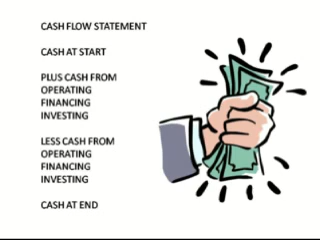 CASH FLOW STATEMENT
CASH AT START
PLUS CASH FROM
OPERATING
FINANCING
INVESTING
LESS CASH FROM
OPERATING
FINANCING
INVESTING
CASH AT END